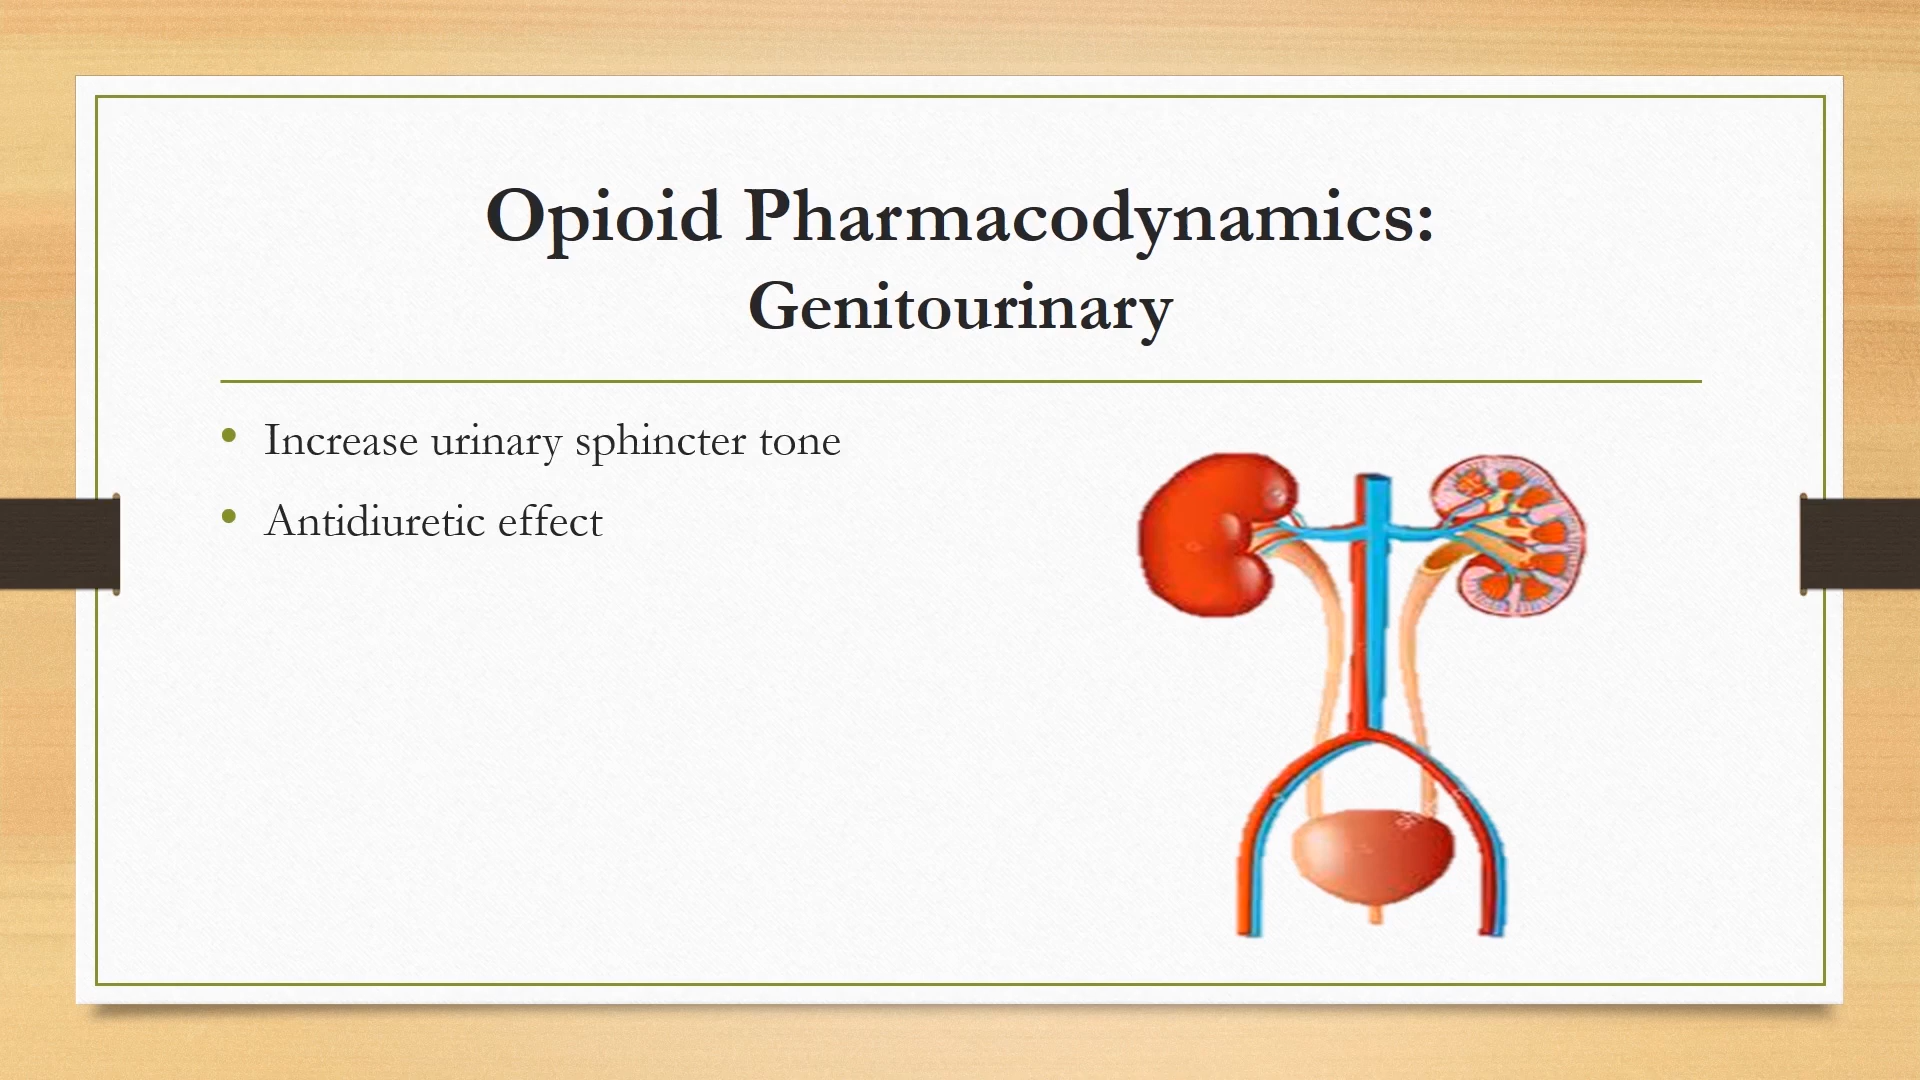 Opioid Pharmacodynamics:
Genitourinary
• Increase urinary sphincter tone
• Antidiuretic effect